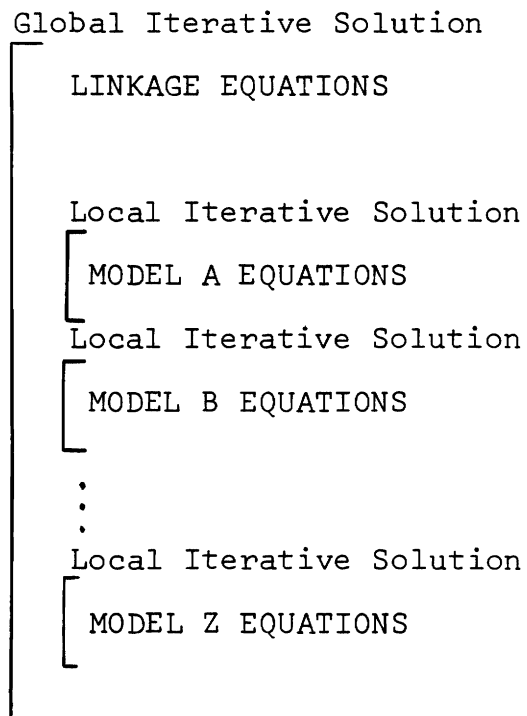 Global Iterative Solution
LINKAGE EQUATIONS
Local Iterative Solution
MODEL A EQUATIONS
Local Iterative Solution
MODEL B EQUATIONS
⋮
Local Iterative Solution
MODEL Z EQUATIONS